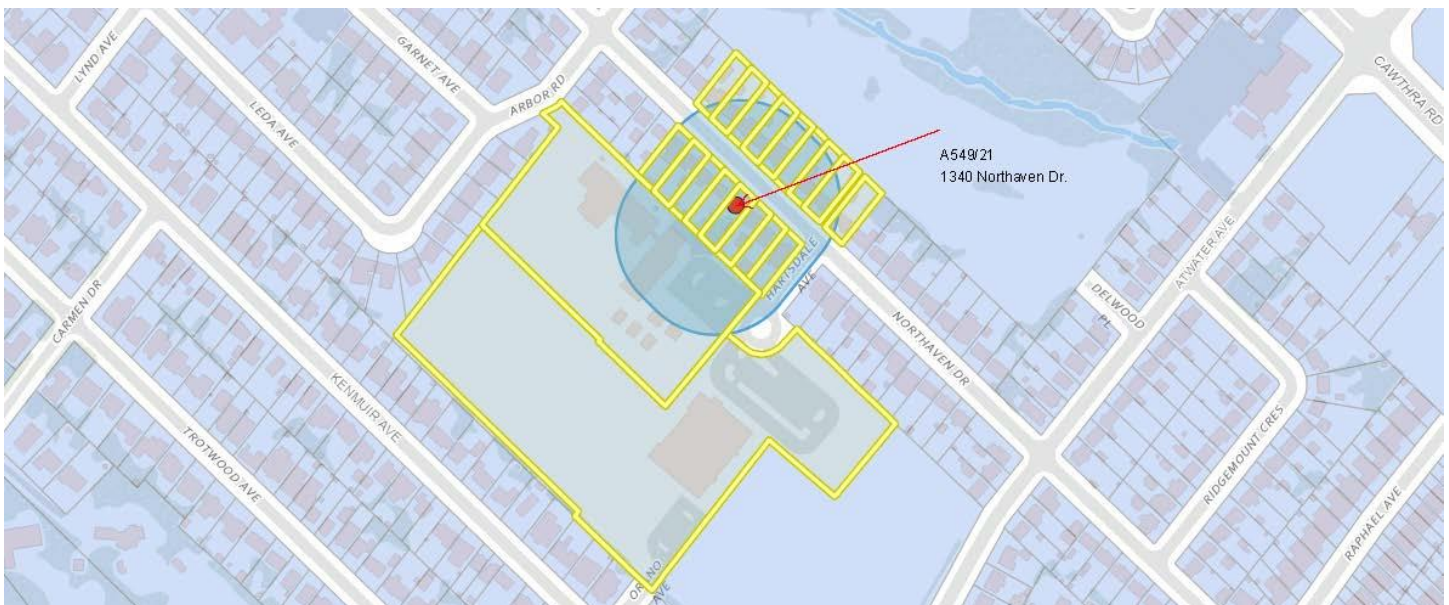 LYND AVE
GARNET AVE
ARBOR RD
LEDA AVE
CAWTHRA RD
A549/21
1340 Northaven Dr.
HARTSDALE
AVE
ATWATER AVE
DELWOOD
PL
CARMEN DR
NORTHAVEN DR
KENMUIR AVE
TROTWOOD AVE
RIDGEMOUNT CRES
RAPHAEL AVE
AVE